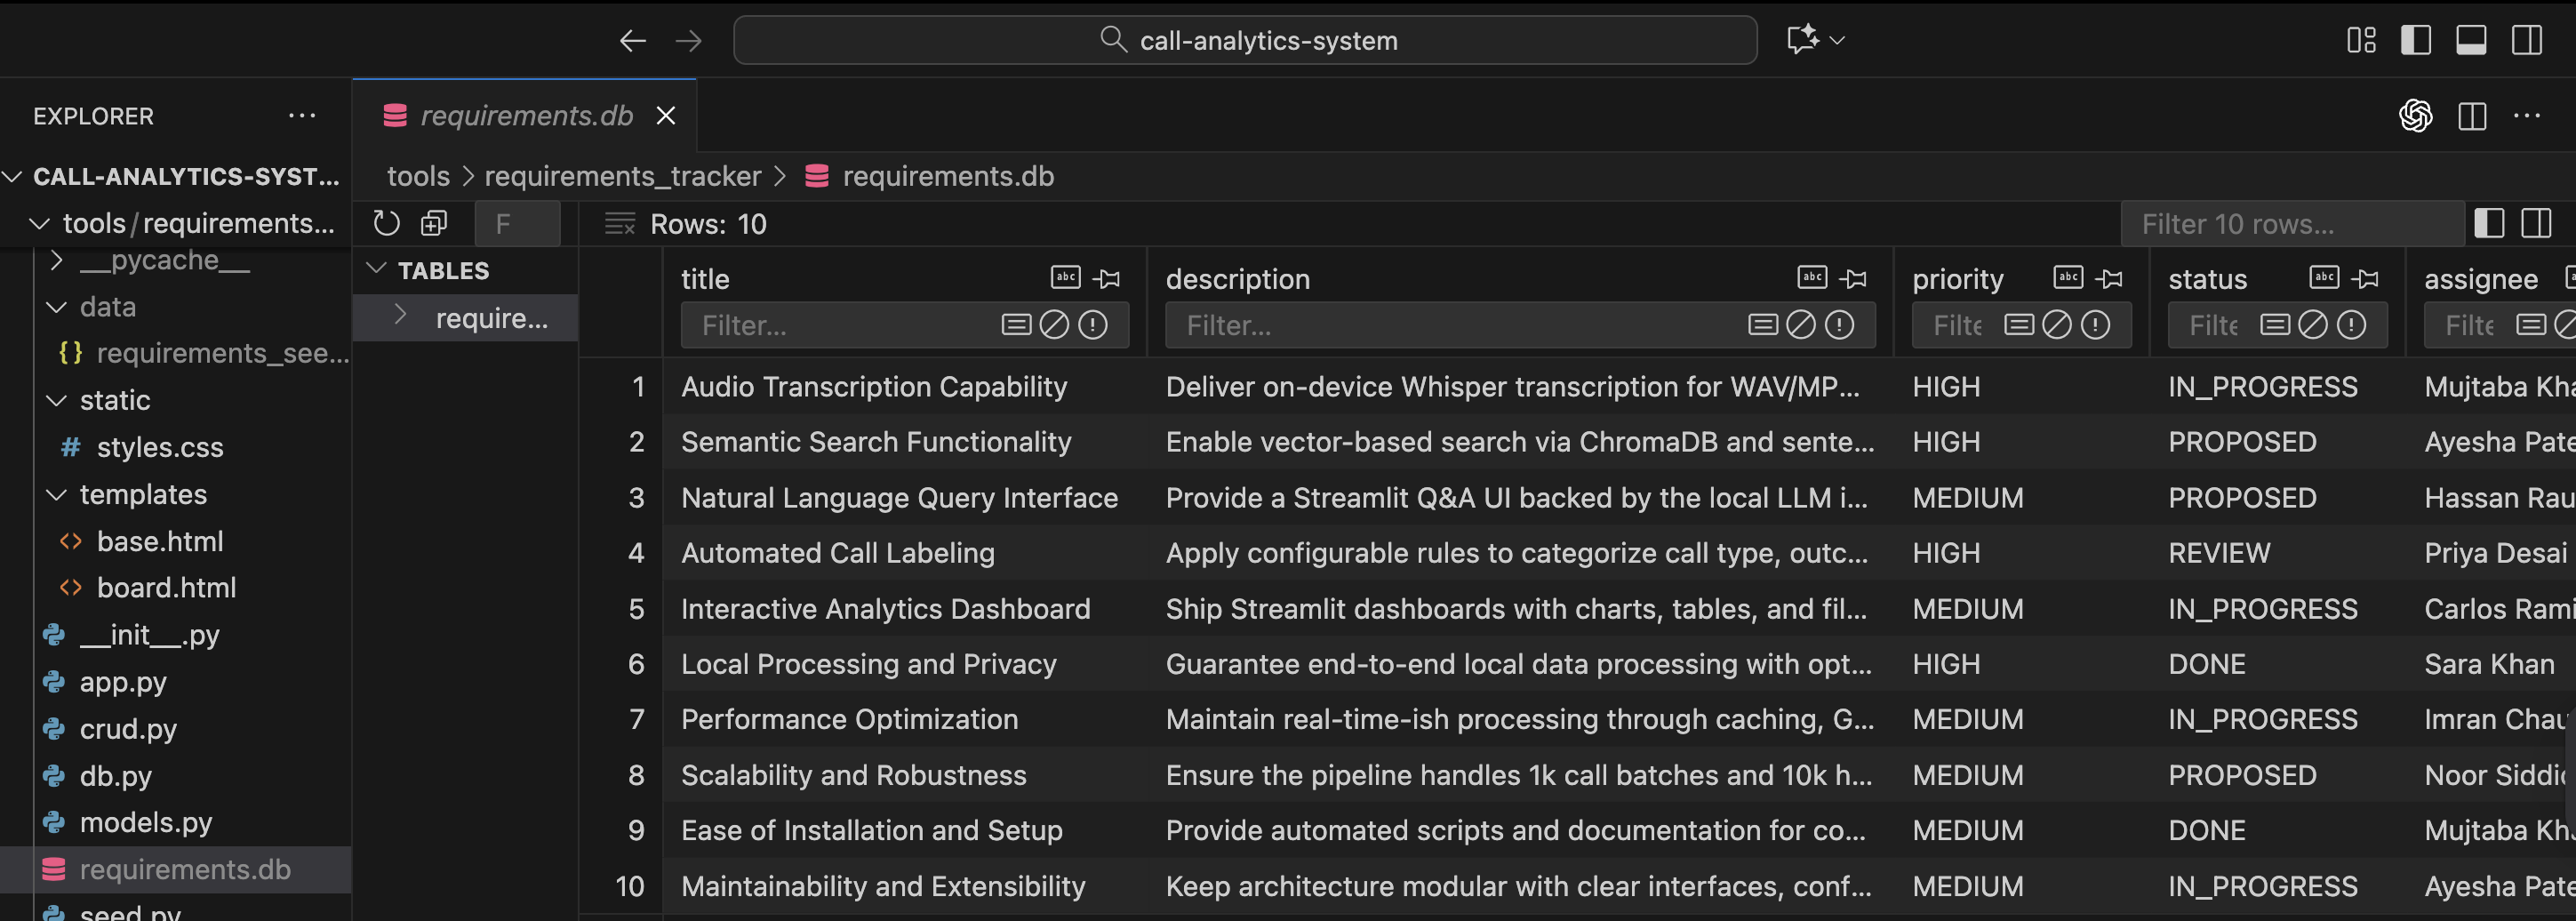 call-analytics-system
EXPLORER
requirements.db
CALL-ANALYTICS-SYST...
tools > requirements_tracker > requirements.db
tools/requirements...
F
Rows: 10
Filter 10 rows...
__pycache__
data
requirements_see...
static
styles.css
templates
base.html
board.html
__init__.py
app.py
crud.py
db.py
models.py
requirements.db
seed.py
TABLES
require...
title abc description abc priority abc status abc assignee
Filter... Filter... Filte Filte Filte
1 Audio Transcription Capability Deliver on-device Whisper transcription for WAV/MP... HIGH IN_PROGRESS Mujtaba Kha
2 Semantic Search Functionality Enable vector-based search via ChromaDB and sente... HIGH PROPOSED Ayesha Pate
3 Natural Language Query Interface Provide a Streamlit Q&A UI backed by the local LLM i... MEDIUM PROPOSED Hassan Rau
4 Automated Call Labeling Apply configurable rules to categorize call type, outc... HIGH REVIEW Priya Desai
5 Interactive Analytics Dashboard Ship Streamlit dashboards with charts, tables, and fil... MEDIUM IN_PROGRESS Carlos Rami
6 Local Processing and Privacy Guarantee end-to-end local data processing with opt... HIGH DONE Sara Khan
7 Performance Optimization Maintain real-time-ish processing through caching, G... MEDIUM IN_PROGRESS Imran Chau
8 Scalability and Robustness Ensure the pipeline handles 1k call batches and 10k h... MEDIUM PROPOSED Noor Siddi
9 Ease of Installation and Setup Provide automated scripts and documentation for co... MEDIUM DONE Mujtaba Kh
10 Maintainability and Extensibility Keep architecture modular with clear interfaces, conf... MEDIUM IN_PROGRESS Ayesha Pate